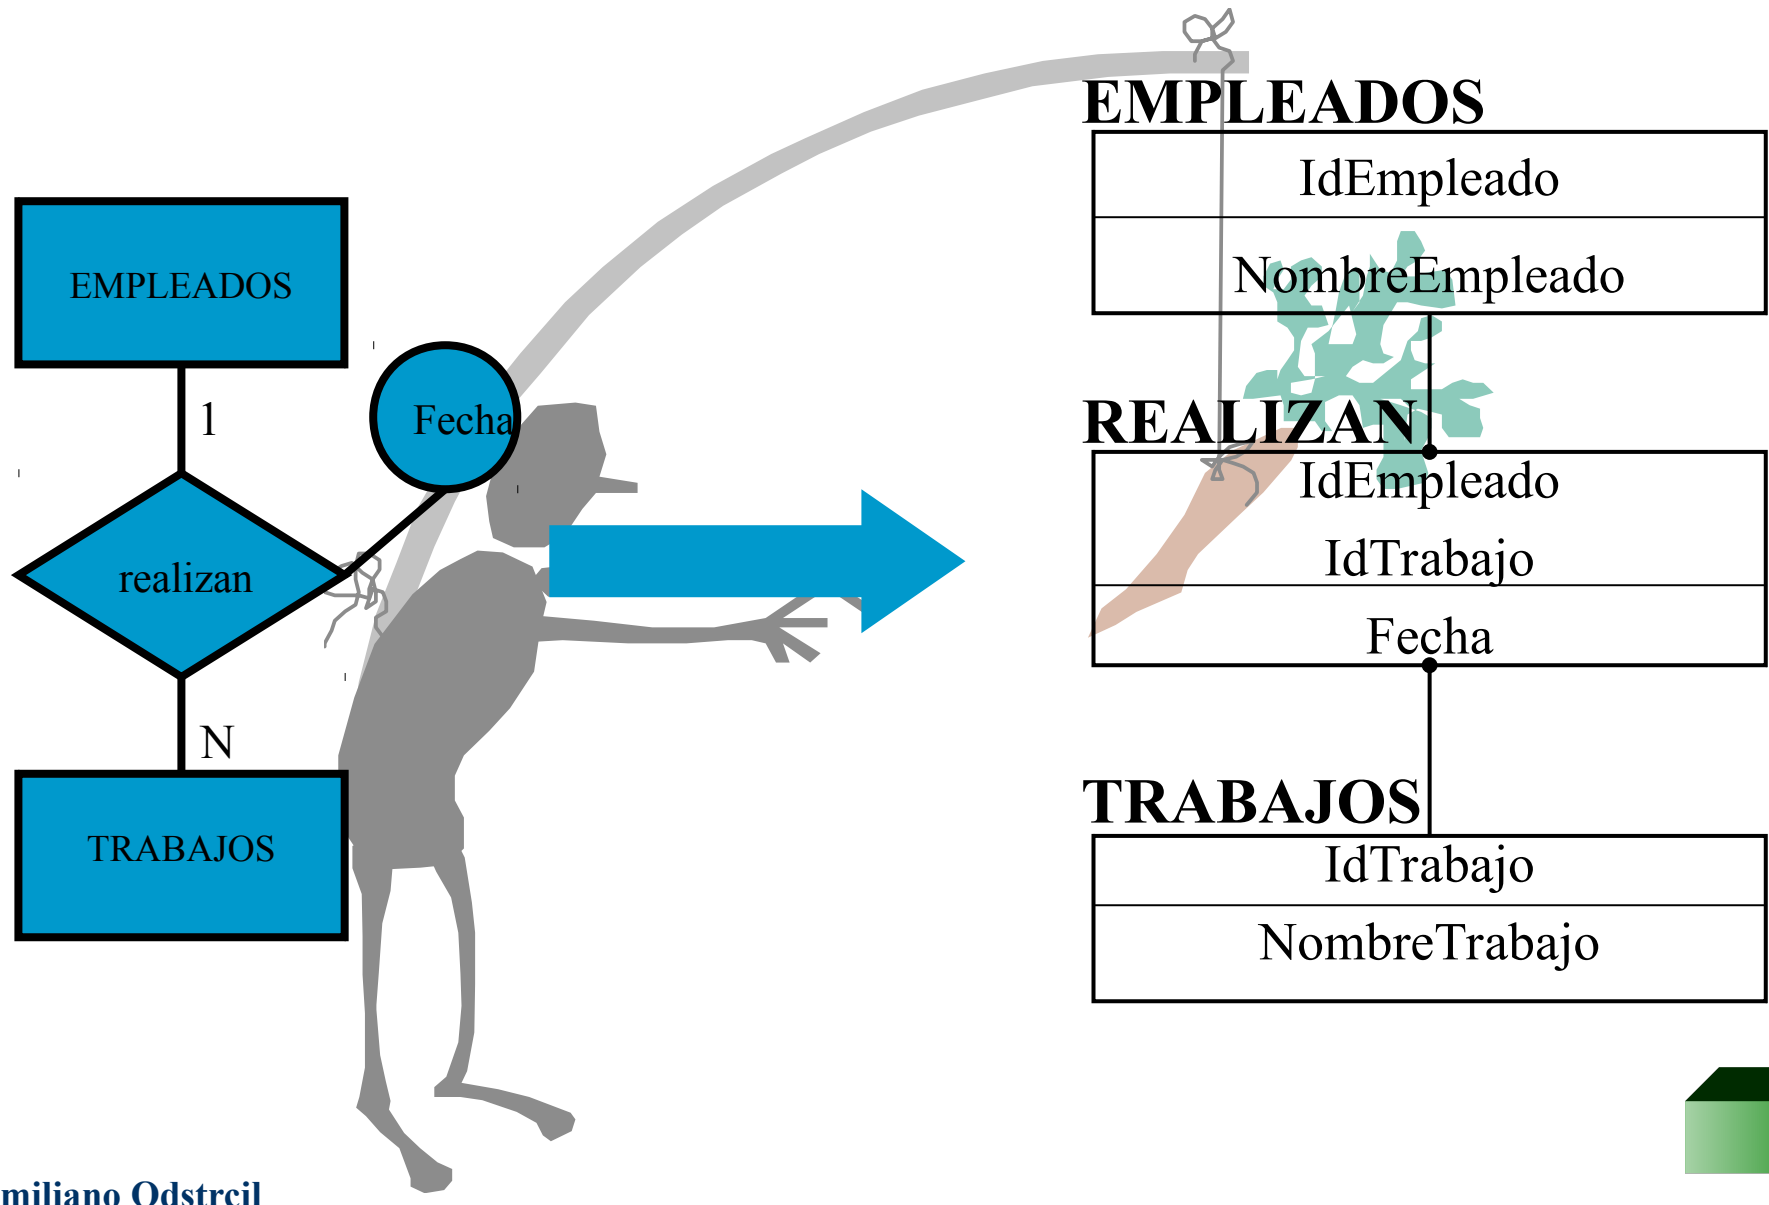 EMPLEADOS
1
Fecha
realizan
N
TRABAJOS
EMPLEADOS
IdEmpleado
NombreEmpleado
REALIZAN
IdEmpleado
IdTrabajo
Fecha
TRABAJOS
IdTrabajo
NombreTrabajo
miliano Odstrcil